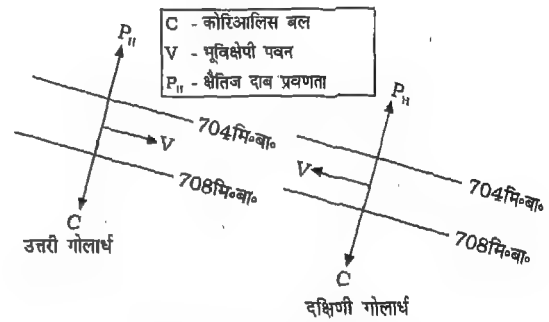 C - कोरिआलिस बल
V - भूविक्षेपी पवन
P_H - क्षैतिज दाब प्रवणता
P_H
704मि॰बा॰
V
708मि॰बा॰
C
उत्तरी गोलार्ध
P_H
704मि॰बा॰
V
708मि॰बा॰
C
दक्षिणी गोलार्ध